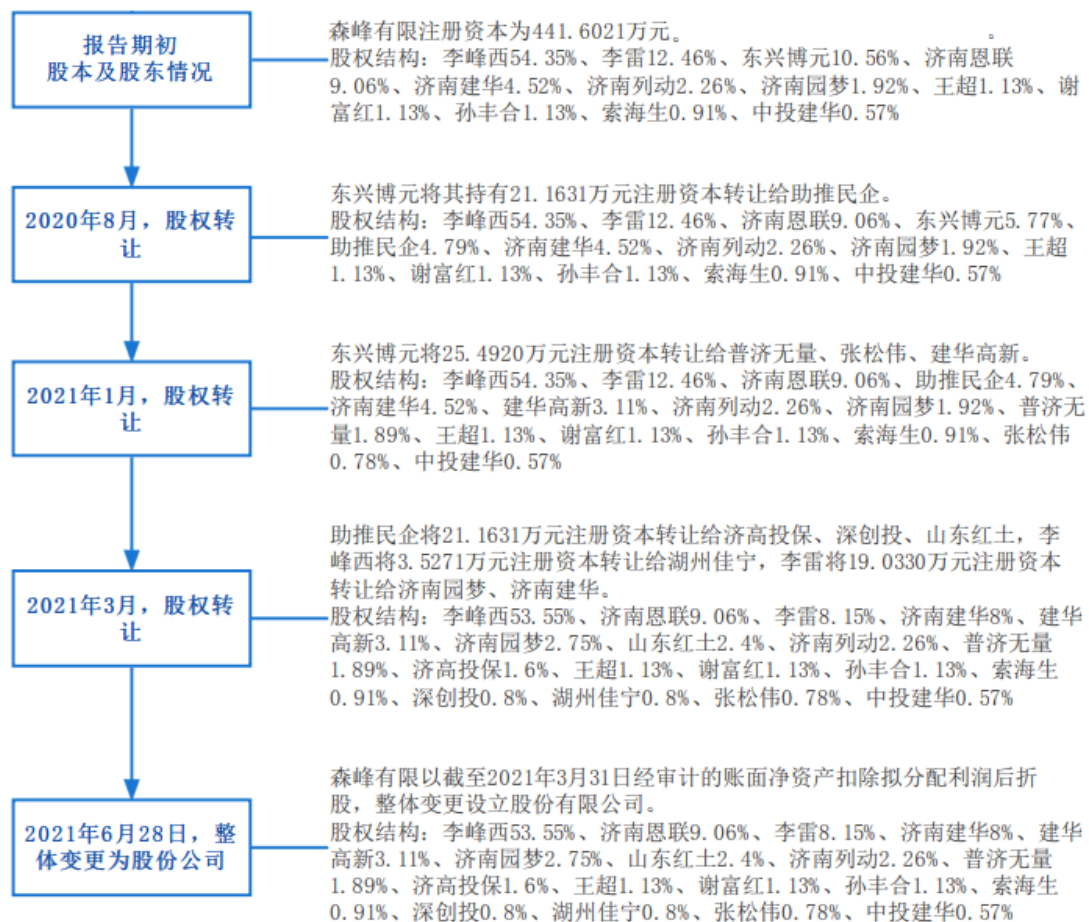 报告期初
股本及股东情况
森峰有限注册资本为441.6021万元。
股权结构：李峰西54.35%、李雷12.46%、东兴博元10.56%、济南恩联
9.06%、济南建华4.52%、济南列动2.26%、济南园梦1.92%、王超1.13%、谢
富红1.13%、孙丰合1.13%、索海生0.91%、中投建华0.57%
2020年8月，股权转
让
东兴博元将其持有21.1631万元注册资本转让给助推民企。
股权结构：李峰西54.35%、李雷12.46%、济南恩联9.06%、东兴博元5.77%、
助推民企4.79%、济南建华4.52%、济南列动2.26%、济南园梦1.92%、王超
1.13%、谢富红1.13%、孙丰合1.13%、索海生0.91%、中投建华0.57%
2021年1月，股权转
让
东兴博元将25.4920万元注册资本转让给普济无量、张松伟、建华高新。
股权结构：李峰西54.35%、李雷12.46%、济南恩联9.06%、助推民企4.79%、
济南建华4.52%、建华高新3.11%、济南列动2.26%、济南园梦1.92%、普济无
量1.89%、王超1.13%、谢富红1.13%、孙丰合1.13%、索海生0.91%、张松伟
0.78%、中投建华0.57%
2021年3月，股权转
让
助推民企将21.1631万元注册资本转让给济高投保、深创投、山东红土，李
峰西将3.5271万元注册资本转让给湖州佳宁，李雷将19.0330万元注册资本
转让给济南园梦、济南建华。
股权结构：李峰西53.55%、济南恩联9.06%、李雷8.15%、济南建华8%、建华
高新3.11%、济南园梦2.75%、山东红土2.4%、济南列动2.26%、普济无量
1.89%、济高投保1.6%、王超1.13%、谢富红1.13%、孙丰合1.13%、索海生
0.91%、深创投0.8%、湖州佳宁0.8%、张松伟0.78%、中投建华0.57%
2021年6月28日，整
体变更为股份公司
森峰有限以截至2021年3月31日经审计的账面净资产扣除拟分配利润后折
股，整体变更设立股份有限公司。
股权结构：李峰西53.55%、济南恩联9.06%、李雷8.15%、济南建华8%、建华
高新3.11%、济南园梦2.75%、山东红土2.4%、济南列动2.26%、普济无量
1.89%、济高投保1.6%、王超1.13%、谢富红1.13%、孙丰合1.13%、索海生
0.91%、深创投0.8%、湖州佳宁0.8%、张松伟0.78%、中投建华0.57%